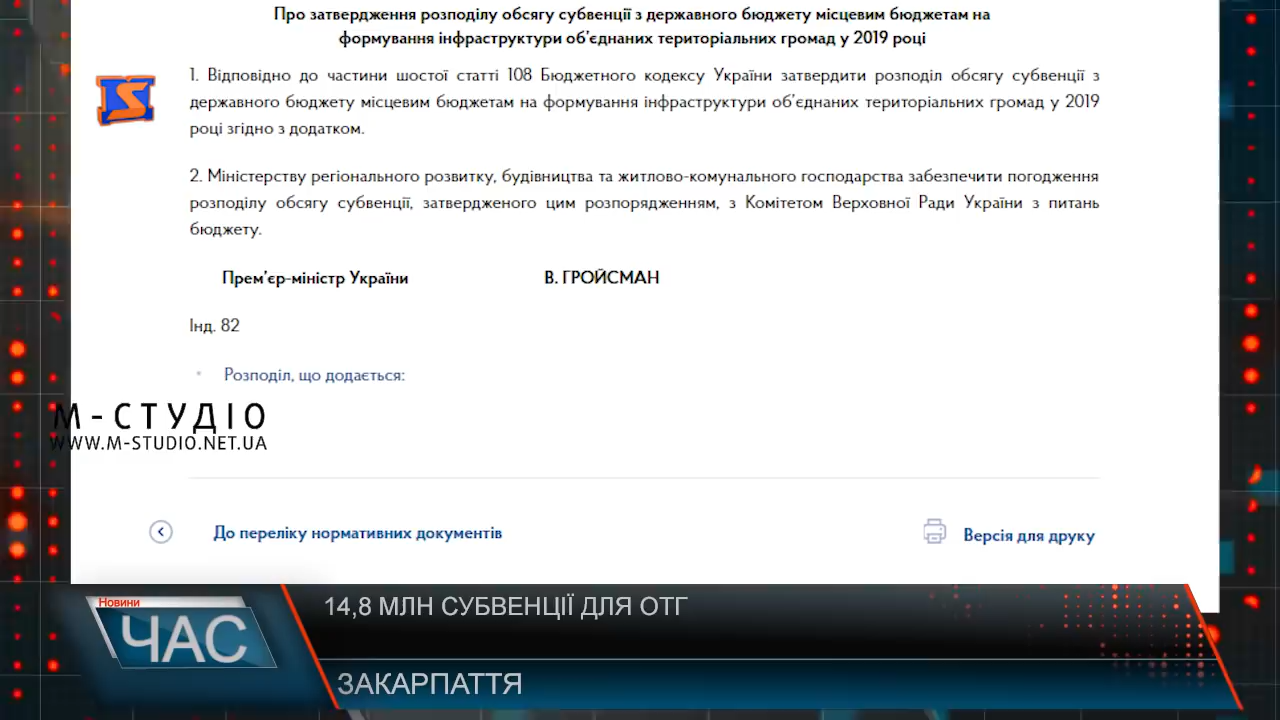 Про затвердження розподілу обсягу субвенції з державного бюджету місцевим бюджетам на
формування інфраструктури об’єднаних територіальних громад у 2019 році
1. Відповідно до частини шостої статті 108 Бюджетного кодексу України затвердити розподіл обсягу субвенції з
державного бюджету місцевим бюджетам на формування інфраструктури об’єднаних територіальних громад у 2019
році згідно з додатком.
2. Міністерству регіонального розвитку, будівництва та житлово-комунального господарства забезпечити погодження
розподілу обсягу субвенції, затвердженого цим розпорядженням, з Комітетом Верховної Ради України з питань
бюджету.
Прем’єр-міністр України В. ГРОЙСМАН
Інд. 82
Розподіл, що додається:
М-СТУДІО
WWW.M-STUDIO.NET.UA
До переліку нормативних документів
Версія для друку
Новини
ЧАС
14,8 МЛН СУБВЕНЦІЇ ДЛЯ ОТГ
ЗАКАРПАТТЯ